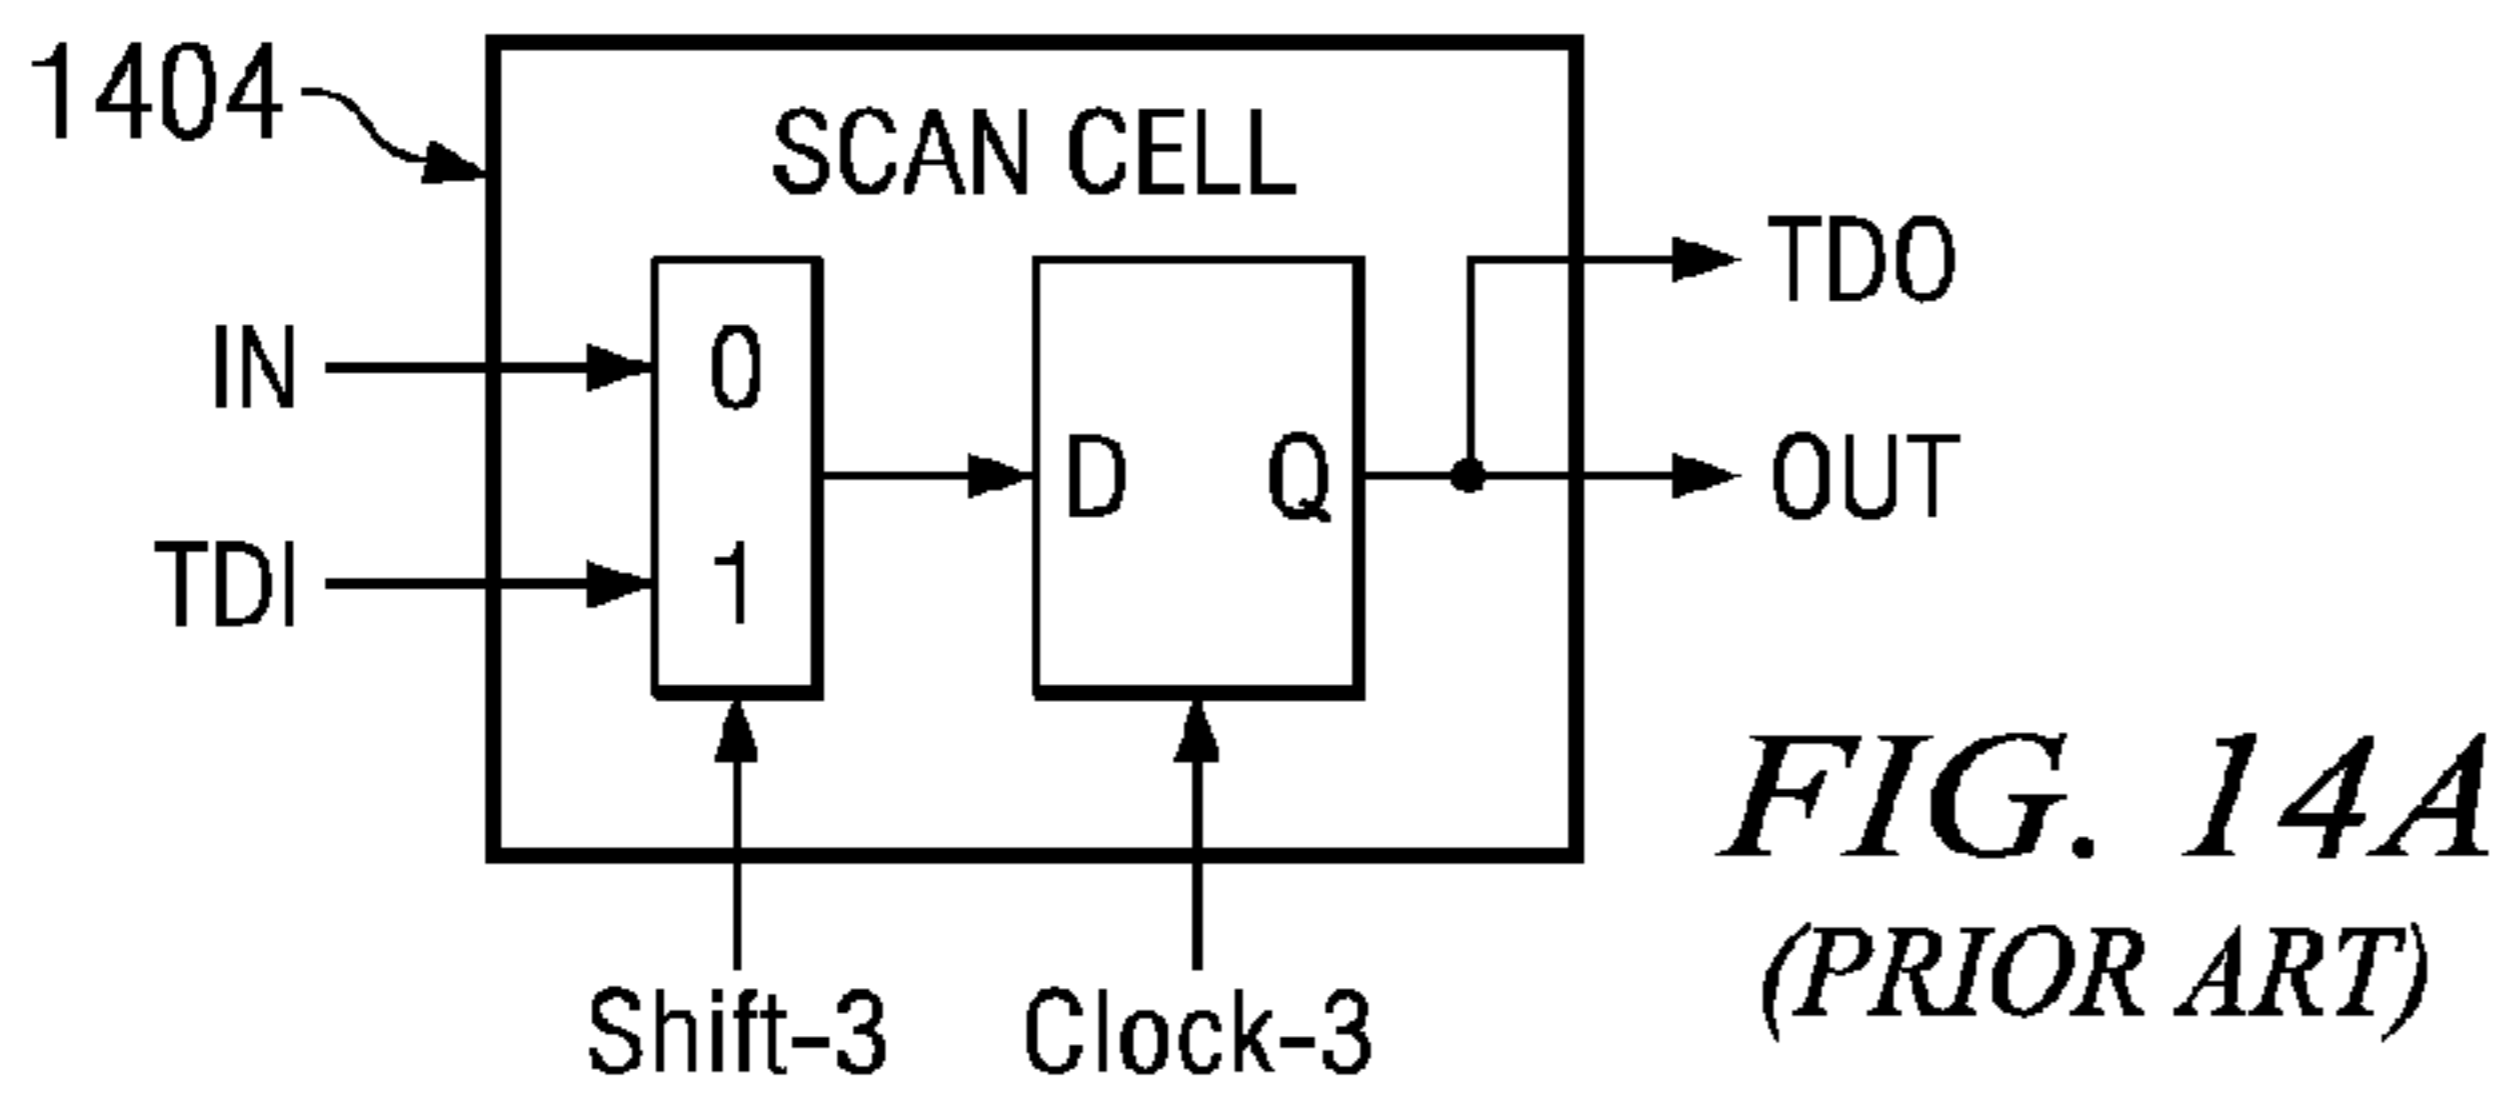 1404
SCAN CELL
TDO
IN
0
D
Q
OUT
TDI
1
FIG. 14A
(PRIOR ART)
Shift-3
Clock-3